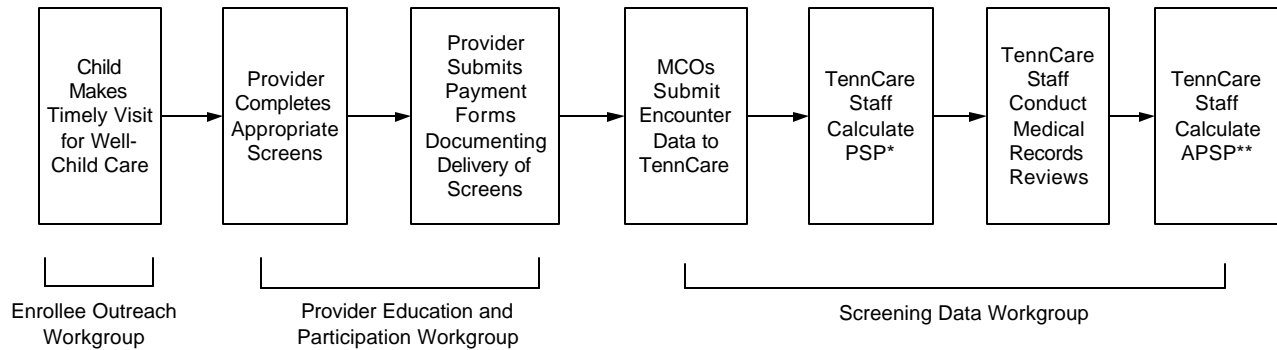 Child
Makes
Timely Visit
for Well-
Child Care
Provider
Completes
Appropriate
Screens
Provider
Submits
Payment
Forms
Documenting
Delivery of
Screens
MCOs
Submit
Encounter
Data to
TennCare
TennCare
Staff
Calculate
PSP*
TennCare
Staff
Conduct
Medical
Records
Reviews
TennCare
Staff
Calculate
APSP**
Enrollee Outreach
Workgroup
Provider Education and
Participation Workgroup
Screening Data Workgroup